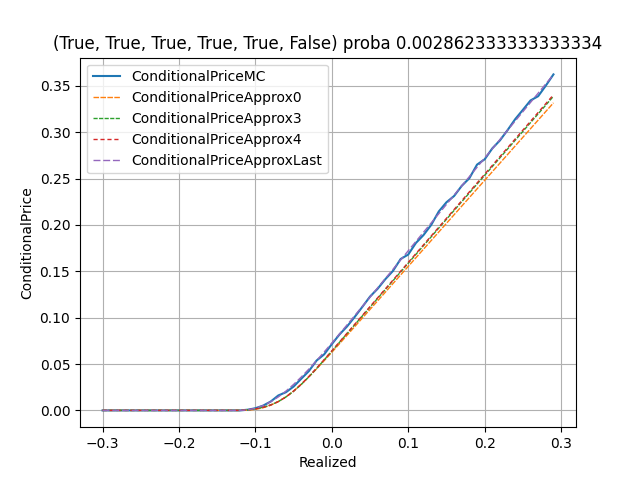 (True, True, True, True, True, False) proba 0.002862333333333334
ConditionalPriceMC
ConditionalPriceApprox0
ConditionalPriceApprox3
ConditionalPriceApprox4
ConditionalPriceApproxLast
ConditionalPrice
0.35
0.30
0.25
0.20
0.15
0.10
0.05
0.00
−0.3 −0.2 −0.1 0.0 0.1 0.2 0.3
Realized